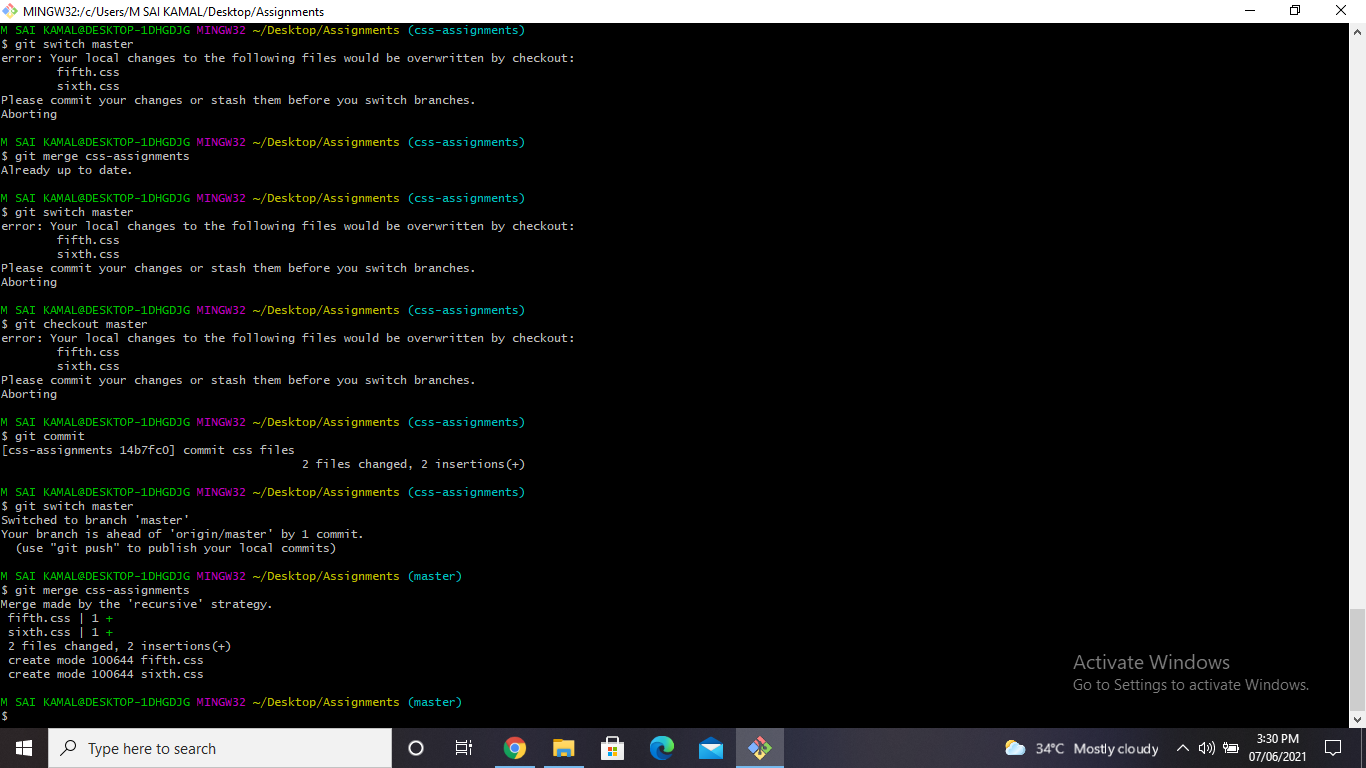 MINGW32:/c/Users/M SAI KAMAL/Desktop/Assignments
M SAI KAMAL@DESKTOP-1DHGDJG MINGW32 ~/Desktop/Assignments (css-assignments)
$ git switch master
error: Your local changes to the following files would be overwritten by checkout:
fifth.css
sixth.css
Please commit your changes or stash them before you switch branches.
Aborting
M SAI KAMAL@DESKTOP-1DHGDJG MINGW32 ~/Desktop/Assignments (css-assignments)
$ git merge css-assignments
Already up to date.
M SAI KAMAL@DESKTOP-1DHGDJG MINGW32 ~/Desktop/Assignments (css-assignments)
$ git switch master
error: Your local changes to the following files would be overwritten by checkout:
fifth.css
sixth.css
Please commit your changes or stash them before you switch branches.
Aborting
M SAI KAMAL@DESKTOP-1DHGDJG MINGW32 ~/Desktop/Assignments (css-assignments)
$ git checkout master
error: Your local changes to the following files would be overwritten by checkout:
fifth.css
sixth.css
Please commit your changes or stash them before you switch branches.
Aborting
M SAI KAMAL@DESKTOP-1DHGDJG MINGW32 ~/Desktop/Assignments (css-assignments)
$ git commit
[css-assignments 14b7fc0] commit css files
2 files changed, 2 insertions(+)
M SAI KAMAL@DESKTOP-1DHGDJG MINGW32 ~/Desktop/Assignments (css-assignments)
$ git switch master
Switched to branch 'master'
Your branch is ahead of 'origin/master' by 1 commit.
(use "git push" to publish your local commits)
M SAI KAMAL@DESKTOP-1DHGDJG MINGW32 ~/Desktop/Assignments (master)
$ git merge css-assignments
Merge made by the 'recursive' strategy.
fifth.css | 1 +
sixth.css | 1 +
2 files changed, 2 insertions(+)
create mode 100644 fifth.css
create mode 100644 sixth.css
M SAI KAMAL@DESKTOP-1DHGDJG MINGW32 ~/Desktop/Assignments (master)
$
Activate Windows
Go to Settings to activate Windows.
Type here to search
34°C Mostly cloudy
3:30 PM
07/06/2021